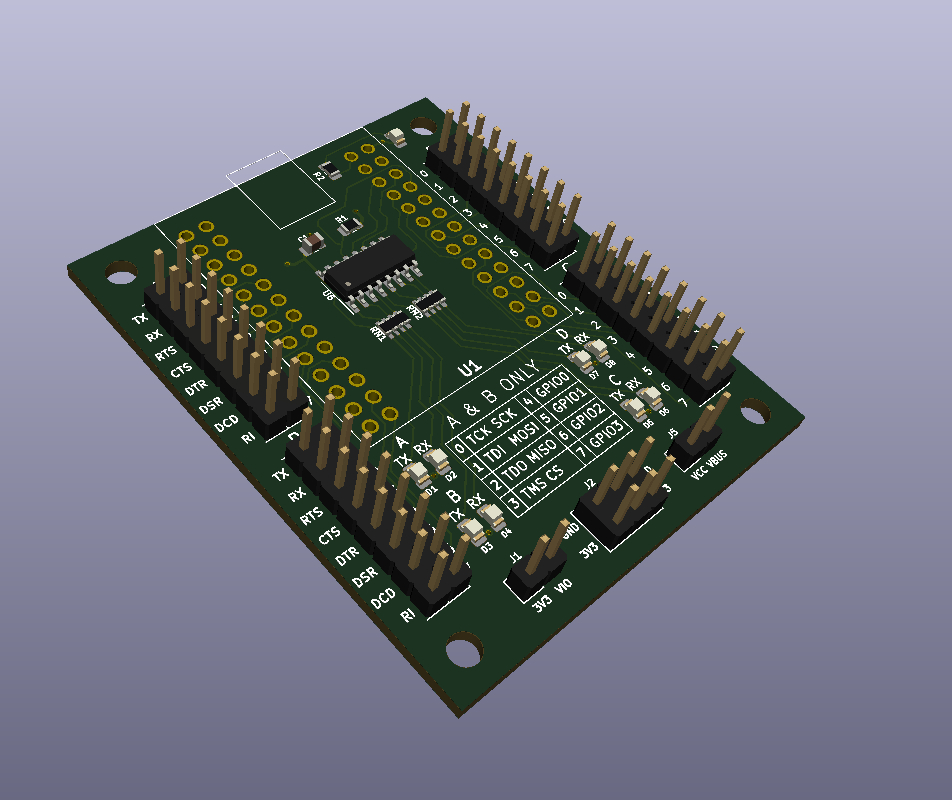 R2
0
1
2
3
4
5
6
7
R1
U5
TX
RX
RTS
CTS
DTR
DSR
DCD
RI
0
1
2
3
4
5
6
7
U1
A & B ONLY
0 TCK SCK 4 GPIO0
1 TDI MOSI 5 GPIO1
2 TDO MISO 6 GPIO2
3 TMS CS 7 GPIO3
D
TX RX
D7 D8
C
TX RX
D5
A
TX RX
D1 D2
B
TX RX
D3 D4
TX
RX
RTS
CTS
DTR
DSR
DCD
RI
J1
3V3 VIO
J2
GND
3V3
VCC VBUS